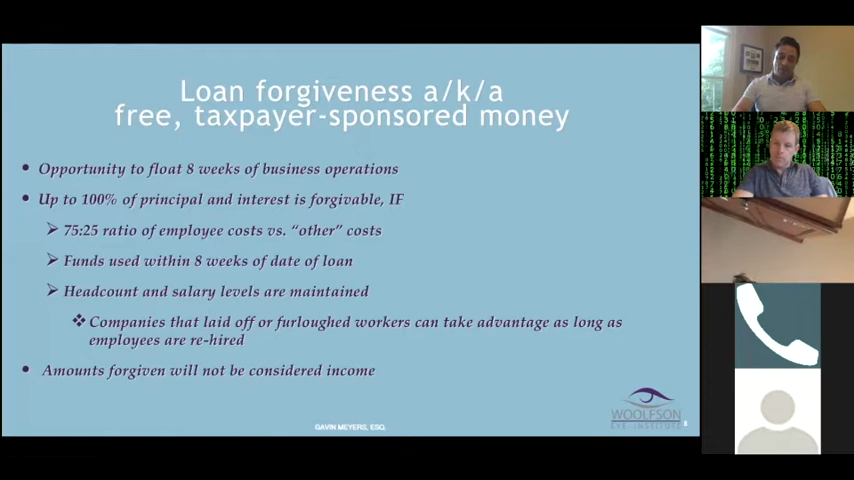 Loan forgiveness a/k/a
free, taxpayer-sponsored money
• Opportunity to float 8 weeks of business operations
• Up to 100% of principal and interest is forgivable, IF
➢ 75:25 ratio of employee costs vs. “other” costs
➢ Funds used within 8 weeks of date of loan
➢ Headcount and salary levels are maintained
❖ Companies that laid off or furloughed workers can take advantage as long as
employees are re-hired
• Amounts forgiven will not be considered income
WOOLFSON
EYE INSTITUTE
GAVIN MEYERS, ESQ.